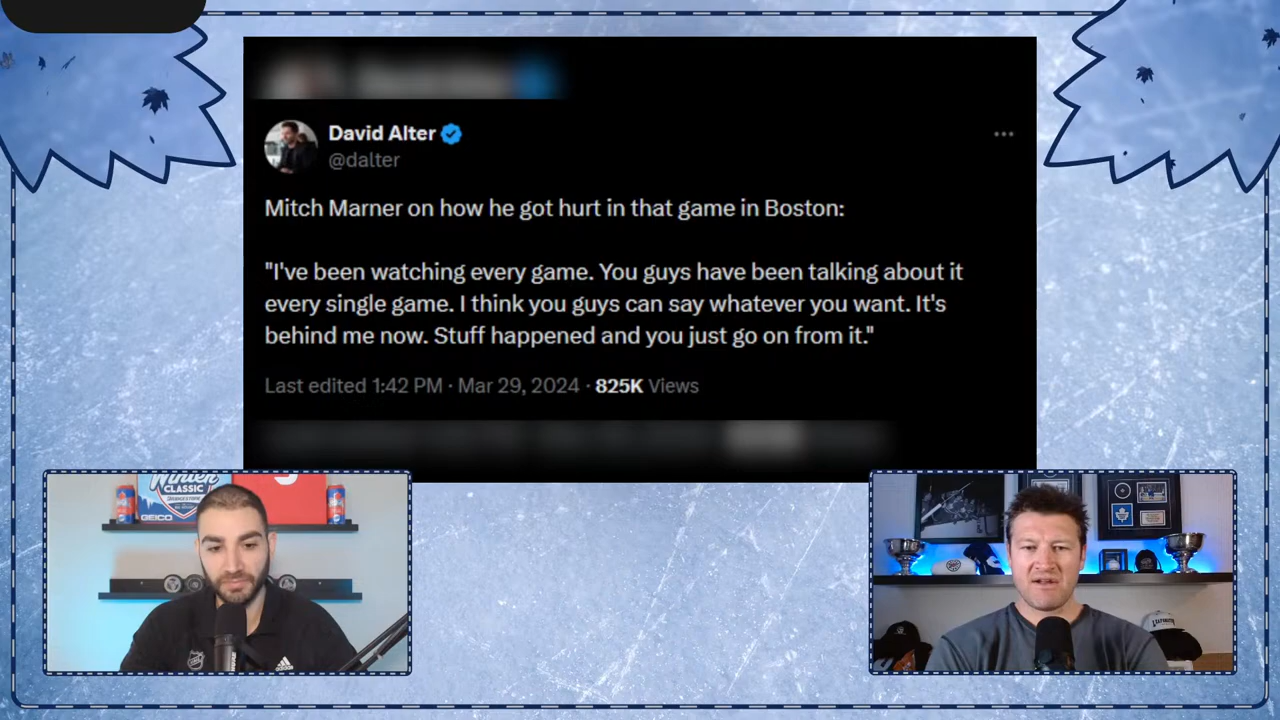 David Alter
@dalter
Mitch Marner on how he got hurt in that game in Boston:
"I've been watching every game. You guys have been talking about it
every single game. I think you guys can say whatever you want. It's
behind me now. Stuff happened and you just go on from it."
Last edited 1:42 PM · Mar 29, 2024 · 825K Views
Winter
CLASSIC
GEICO